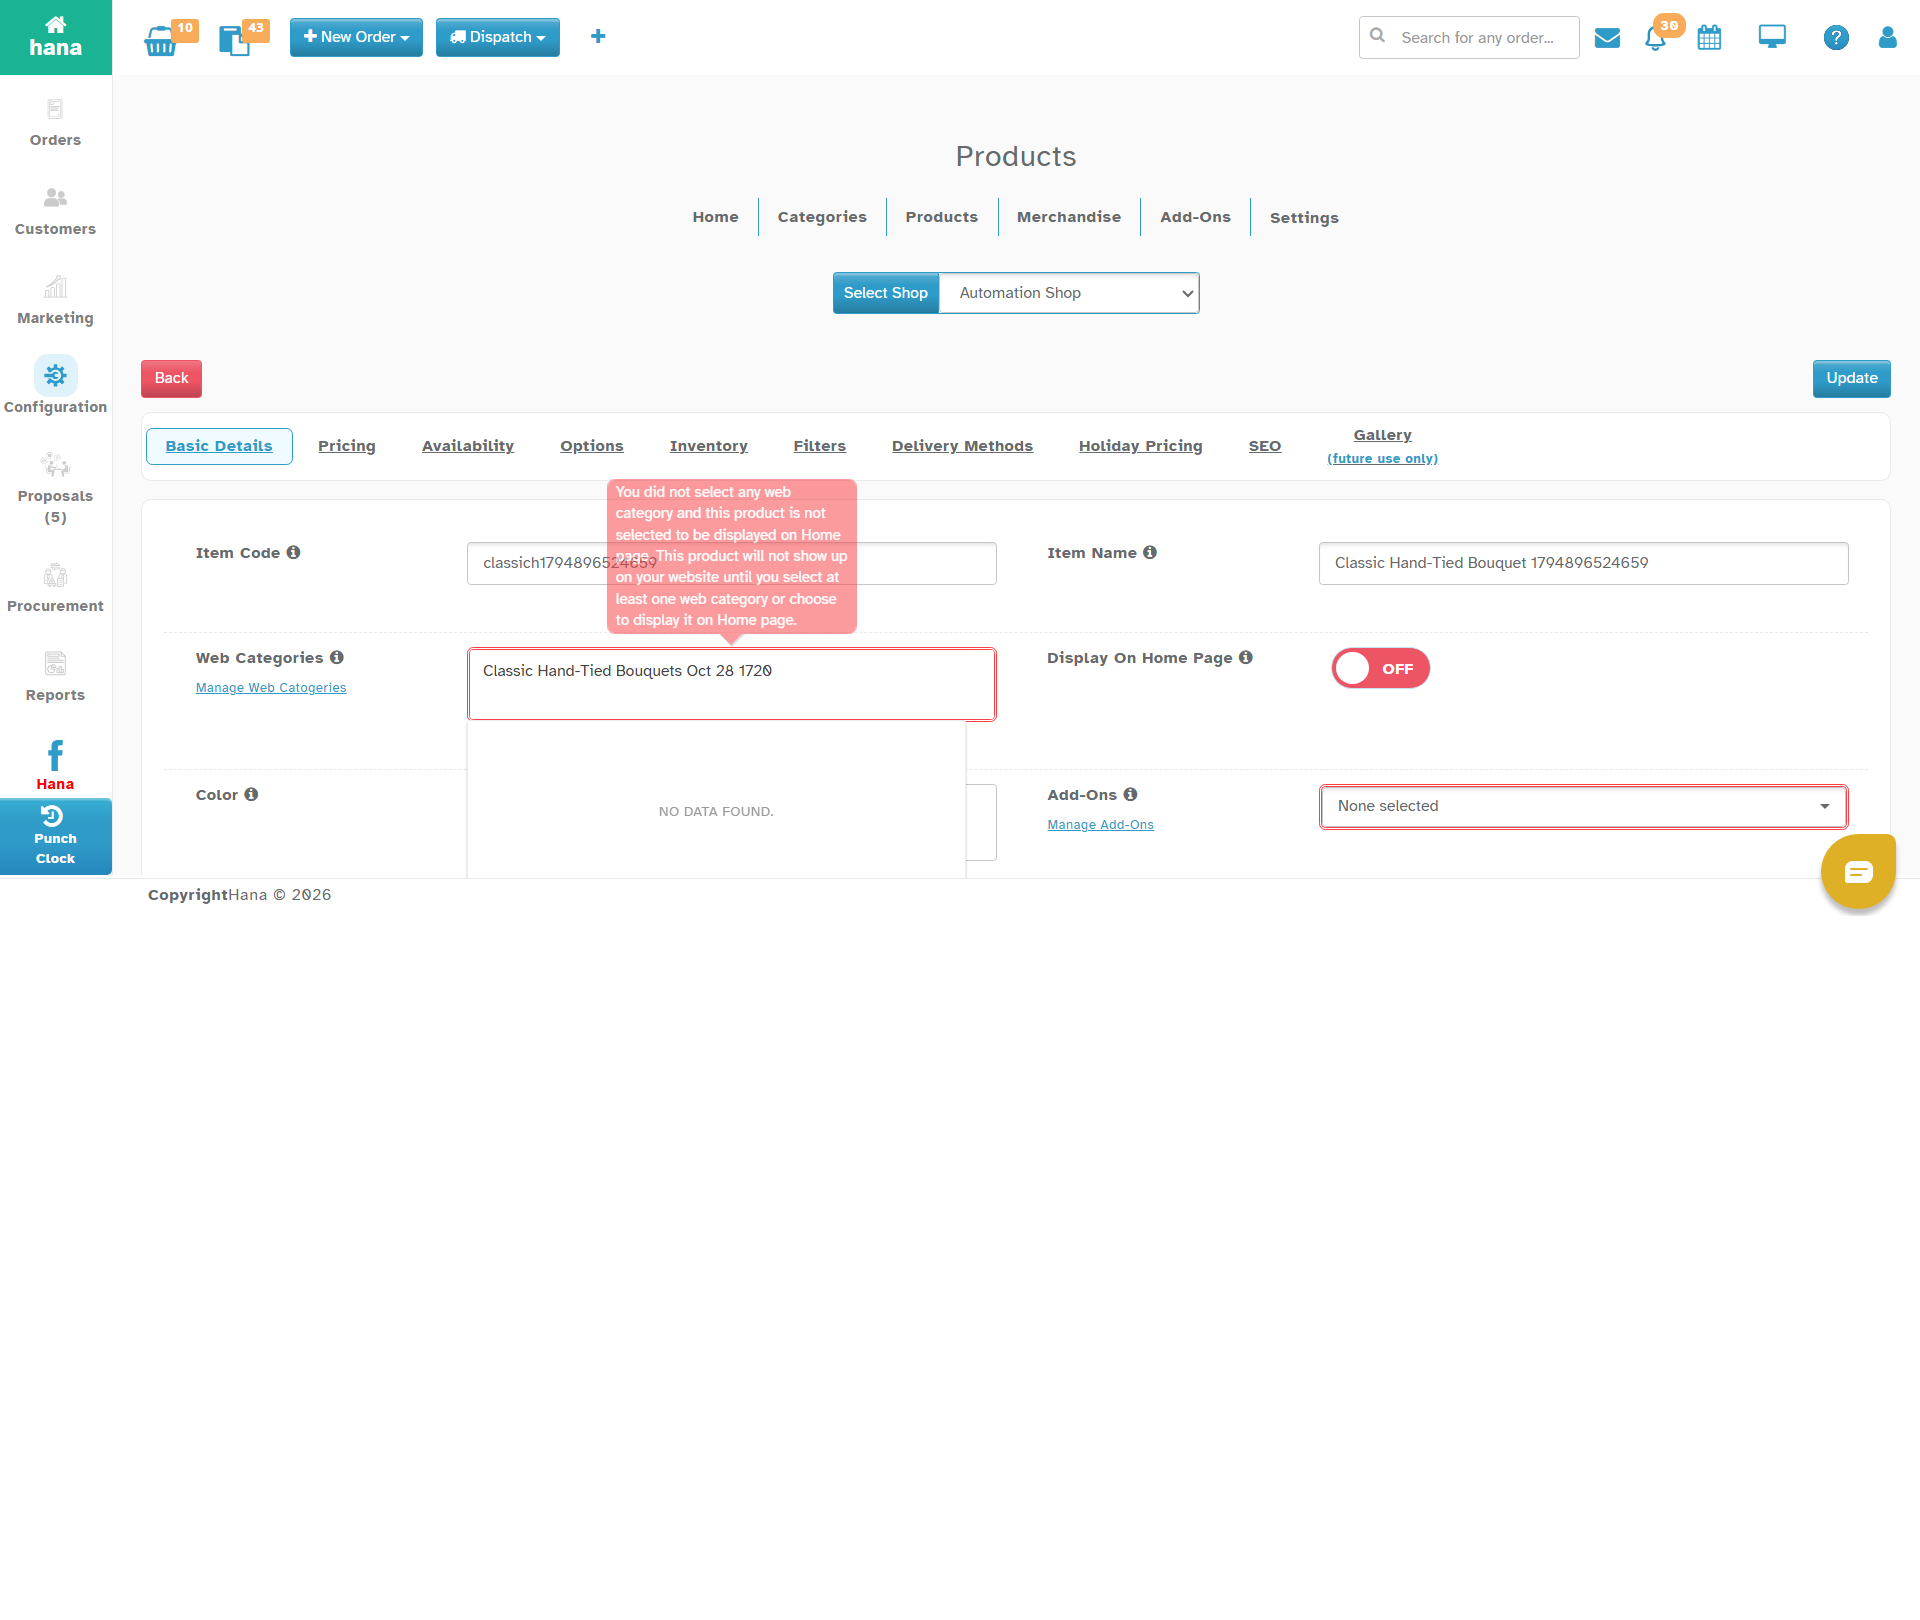 hana
10
43
New Order
Dispatch
Search for any order...
30
Orders
Customers
Marketing
Configuration
Proposals
(5)
Procurement
Reports
Hana
Punch
Clock
Products
Home
Categories
Products
Merchandise
Add-Ons
Settings
Select Shop
Automation Shop
Back
Update
Basic Details
Pricing
Availability
Options
Inventory
Filters
Delivery Methods
Holiday Pricing
SEO
Gallery
(future use only)
You did not select any web
category and this product is not
selected to be displayed on Home
page. This product will not show up
on your website until you select at
least one web category or choose
to display it on Home page.
Item Code
classich1794896524659
Item Name
Classic Hand-Tied Bouquet 1794896524659
Web Categories
Manage Web Catogeries
Classic Hand-Tied Bouquets Oct 28 1720
Display On Home Page
OFF
NO DATA FOUND.
Color
Add-Ons
Manage Add-Ons
None selected
CopyrightHana © 2026